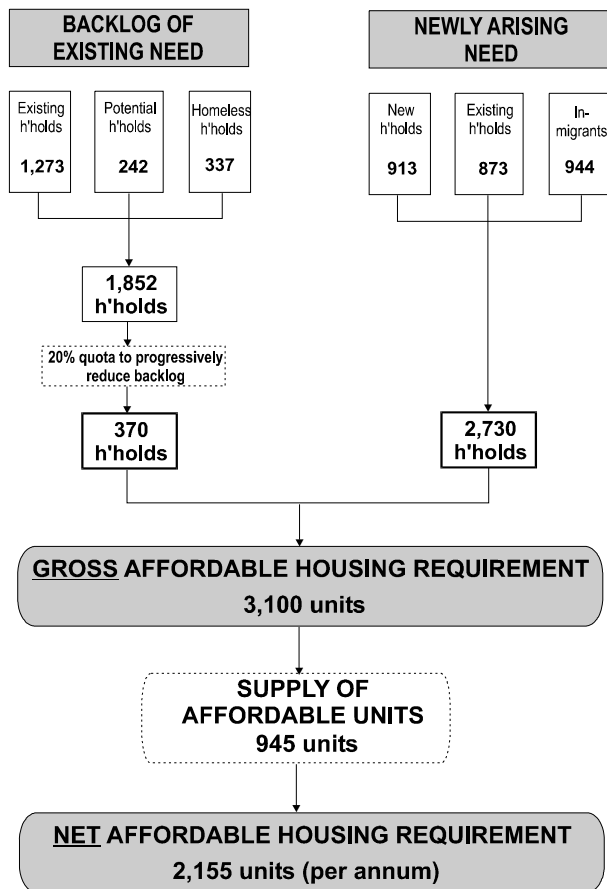 BACKLOG OF
EXISTING NEED
Existing
h'holds
1,273
Potential
h'holds
242
Homeless
h'holds
337
1,852
h'holds
20% quota to progressively
reduce backlog
370
h'holds
NEWLY ARISING
NEED
New
h'holds
913
Existing
h'holds
873
In-
migrants
944
2,730
h'holds
GROSS AFFORDABLE HOUSING REQUIREMENT
3,100 units
SUPPLY OF
AFFORDABLE UNITS
945 units
NET AFFORDABLE HOUSING REQUIREMENT
2,155 units (per annum)